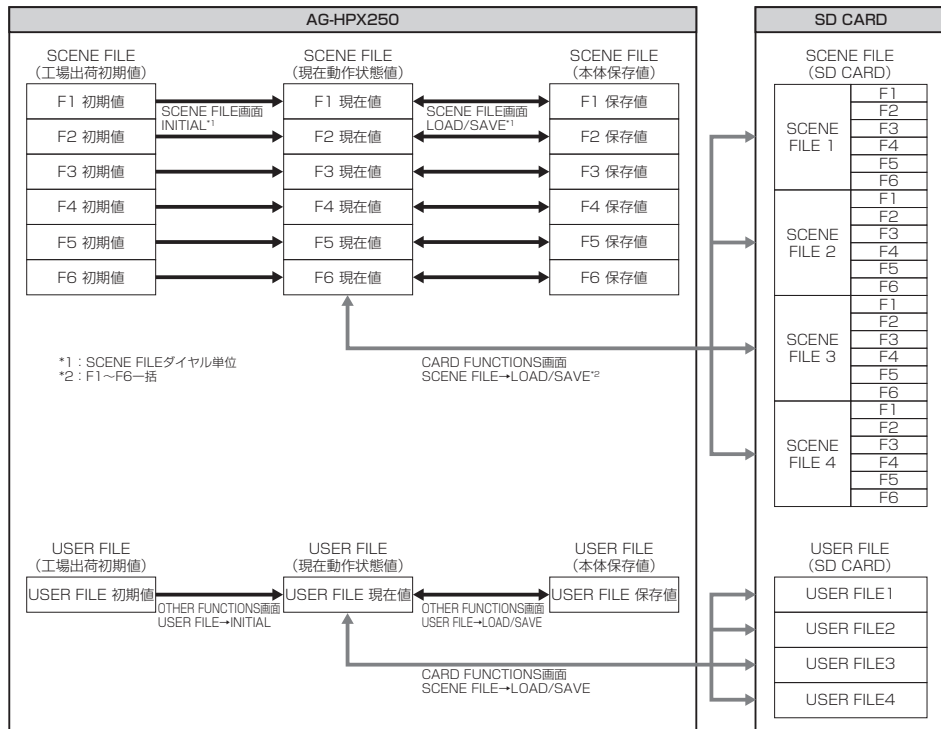 AG-HPX250
SD CARD
SCENE FILE
(工場出荷初期値)
SCENE FILE
(現在動作状態値)
SCENE FILE
(本体保存値)
SCENE FILE
(SD CARD)
F1 初期値
SCENE FILE画面
INITIAL*1
F1 現在値
SCENE FILE画面
LOAD/SAVE*1
F1 保存値
F2 初期値
F2 現在値
F2 保存値
F3 初期値
F3 現在値
F3 保存値
F4 初期値
F4 現在値
F4 保存値
F5 初期値
F5 現在値
F5 保存値
F6 初期値
F6 現在値
F6 保存値
*1：SCENE FILEダイヤル単位
*2：F1～F6一括
CARD FUNCTIONS画面
SCENE FILE→LOAD/SAVE*2
SCENE
FILE 1
F1
F2
F3
F4
F5
F6
SCENE
FILE 2
F1
F2
F3
F4
F5
F6
SCENE
FILE 3
F1
F2
F3
F4
F5
F6
SCENE
FILE 4
F1
F2
F3
F4
F5
F6
USER FILE
(工場出荷初期値)
USER FILE
(現在動作状態値)
USER FILE
(本体保存値)
USER FILE
(SD CARD)
USER FILE 初期値
OTHER FUNCTIONS画面
USER FILE→INITIAL
USER FILE 現在値
OTHER FUNCTIONS画面
USER FILE→LOAD/SAVE
USER FILE 保存値
CARD FUNCTIONS画面
SCENE FILE→LOAD/SAVE
USER FILE1
USER FILE2
USER FILE3
USER FILE4